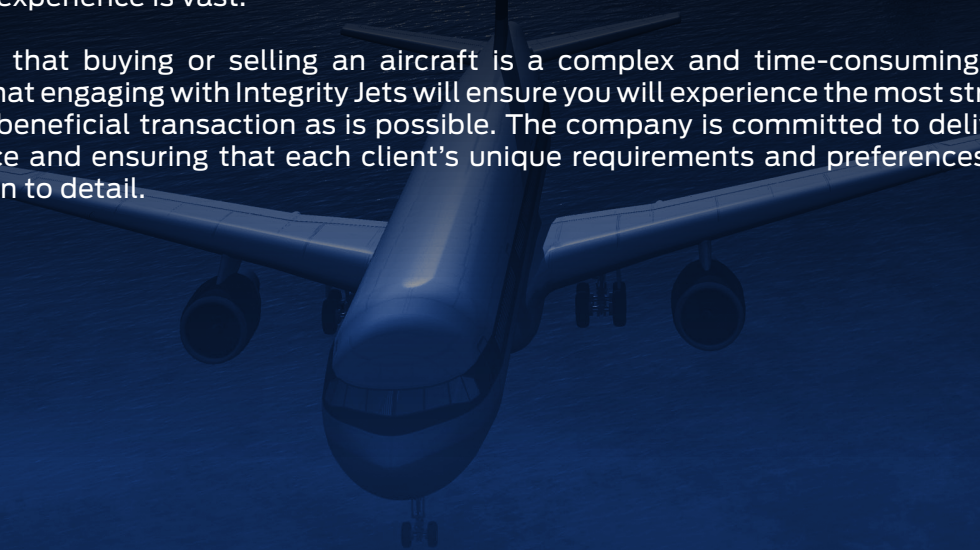 experience is vast.
that buying or selling an aircraft is a complex and time-consuming
hat engaging with Integrity Jets will ensure you will experience the most str
beneficial transaction as is possible. The company is committed to deli
ce and ensuring that each client’s unique requirements and preferences
n to detail.